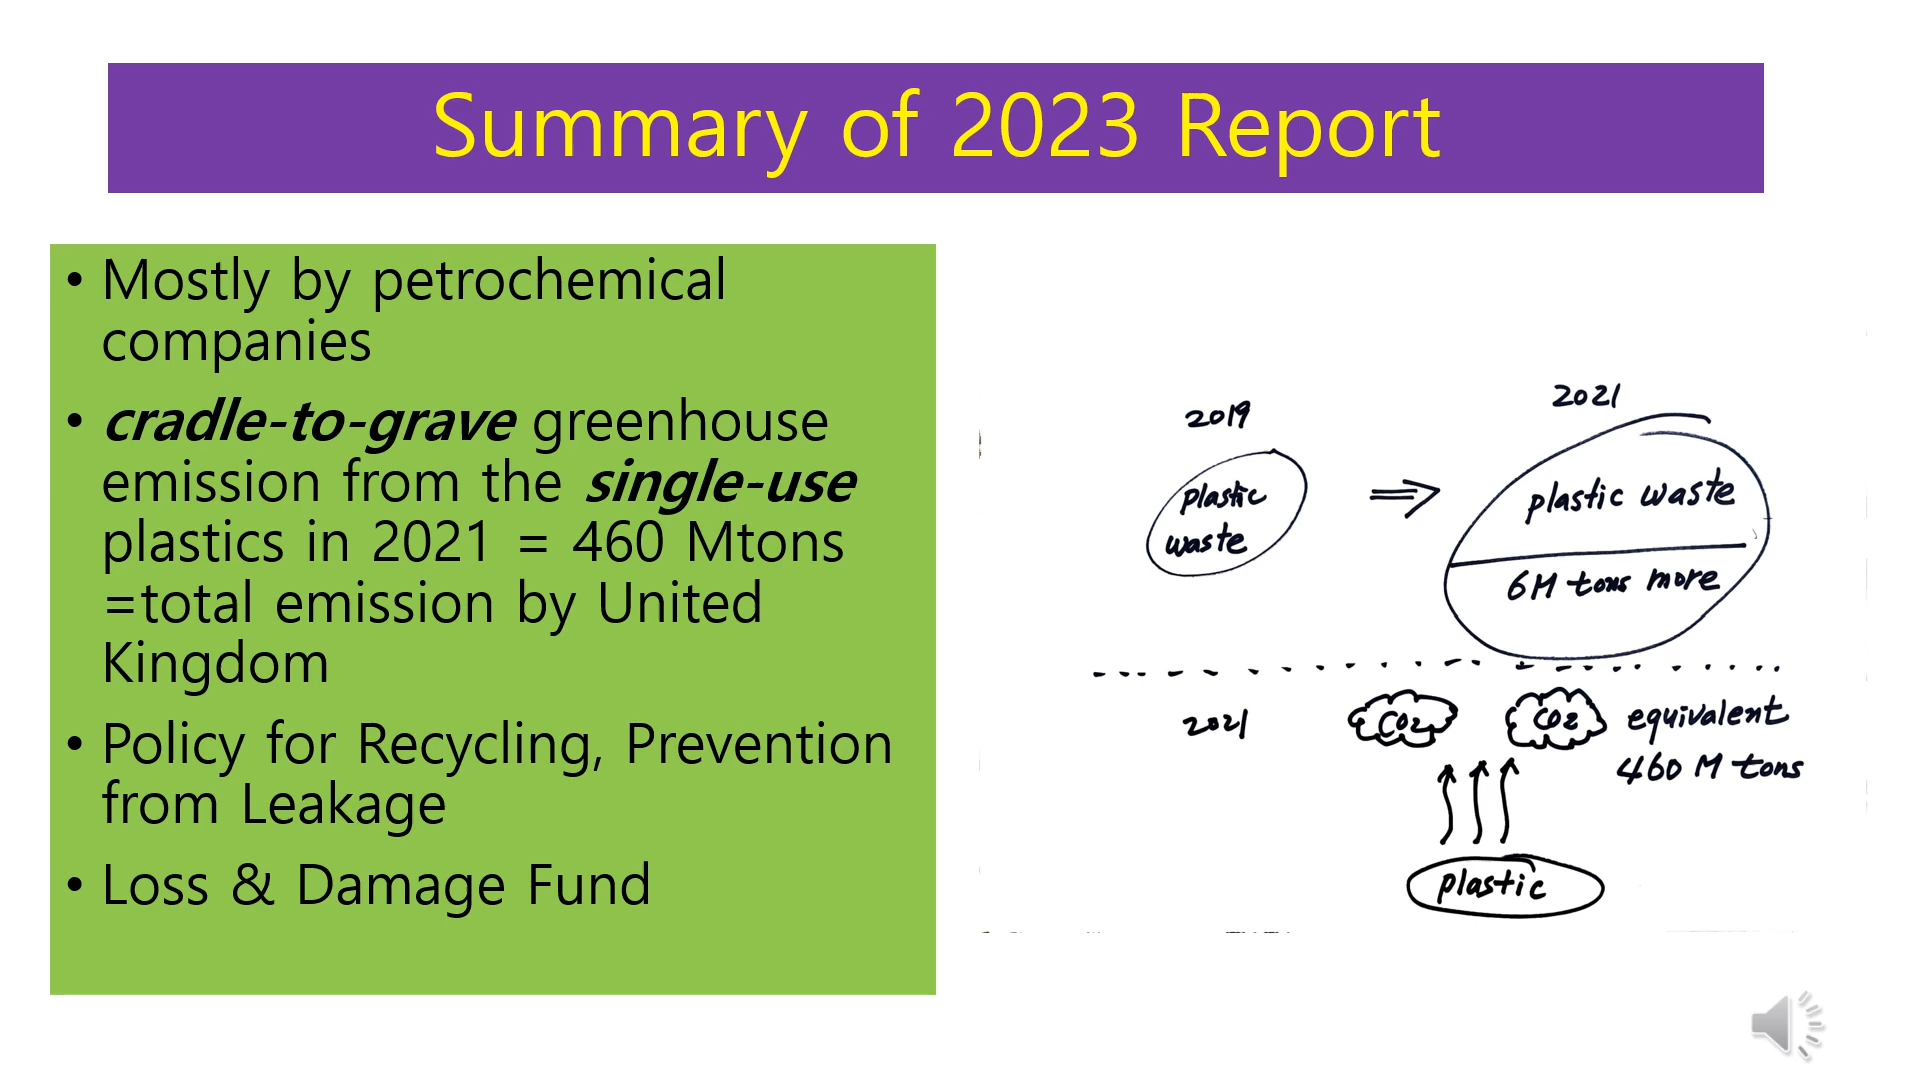 Summary of 2023 Report
• Mostly by petrochemical
companies
• cradle-to-grave greenhouse
emission from the single-use
plastics in 2021 = 460 Mtons
=total emission by United
Kingdom
• Policy for Recycling, Prevention
from Leakage
• Loss & Damage Fund
2019
plastic
waste
2021
plastic waste
6M tons more
2021
CO2
CO2
equivalent
460 M tons
plastic